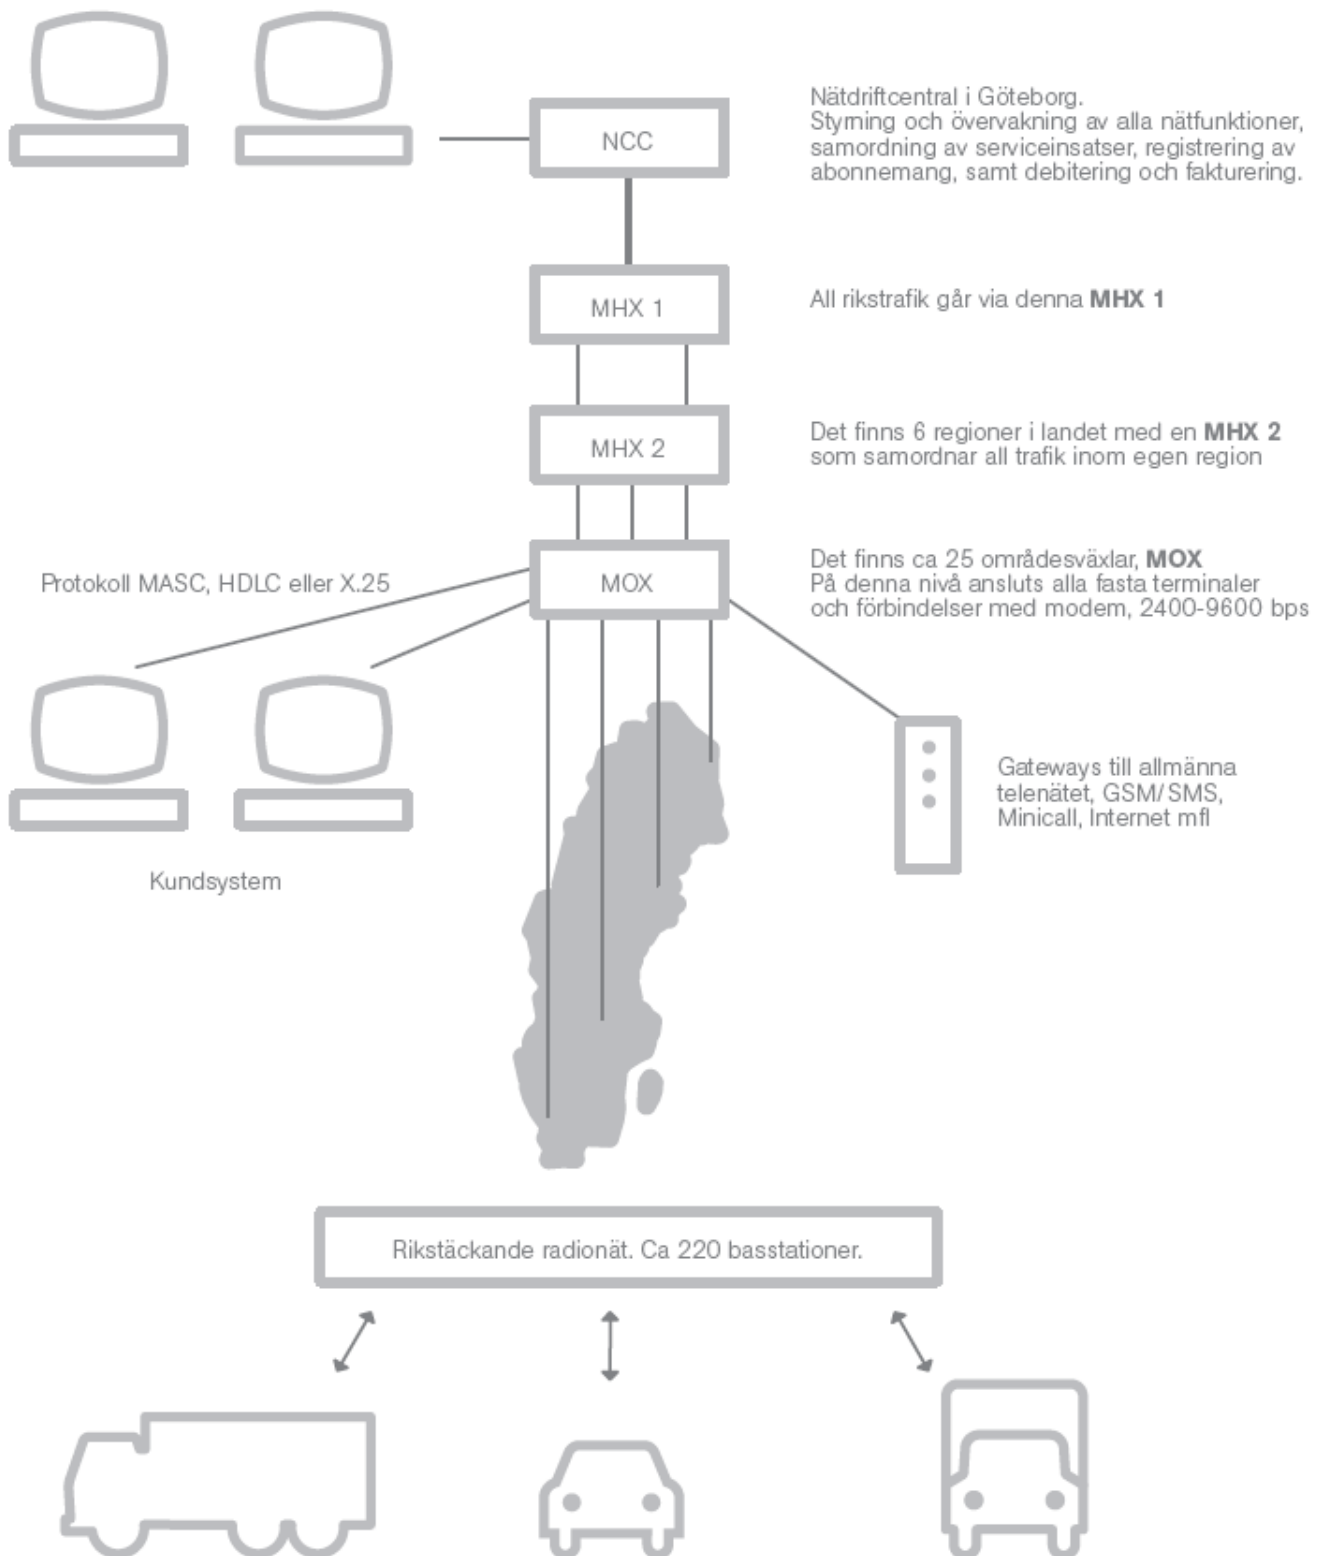 NCC
Nätdriftcentral i Göteborg.
Styrning och övervakning av alla nätfunktioner,
samordning av serviceinsatser, registrering av
abonnemang, samt debitering och fakturering.
MHX 1
All rikstrafik går via denna MHX 1
MHX 2
Det finns 6 regioner i landet med en MHX 2
som samordnar all trafik inom egen region
Protokoll MASC, HDLC eller X.25
MOX
Det finns ca 25 områdesväxlar, MOX
På denna nivå ansluts alla fasta terminaler
och förbindelser med modem, 2400-9600 bps
Gateways till allmänna
telenätet, GSM/SMS,
Minicall, Internet mfl
Kundsystem
Rikstäckande radionät. Ca 220 basstationer.